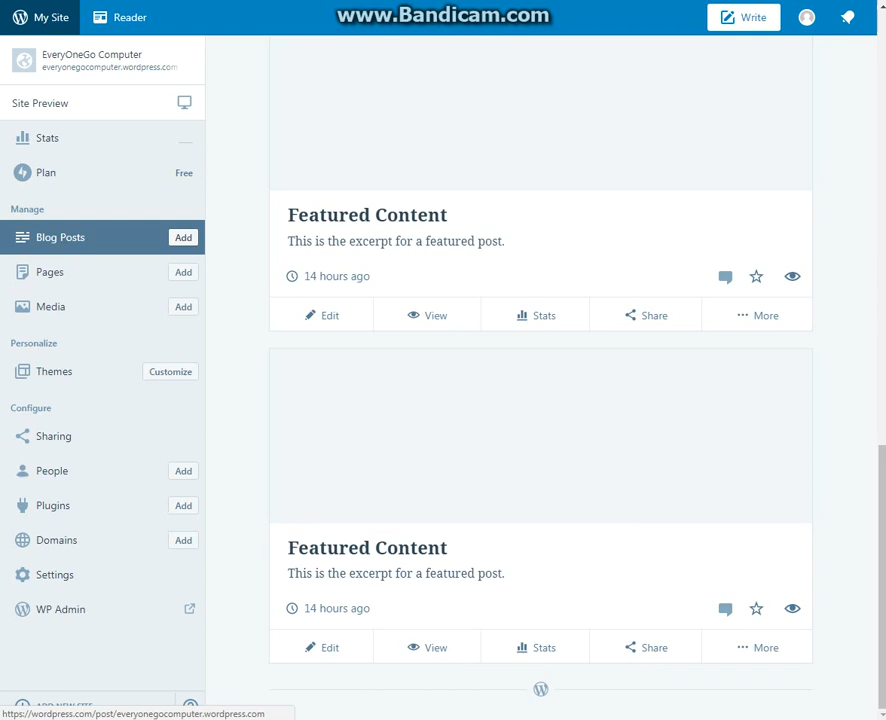 My Site
Reader
www.Bandicam.com
Write
EveryOneGo Computer
everyonegocomputer.wordpress.com
Site Preview
Stats
Plan
Free
Manage
Blog Posts
Add
Pages
Add
Media
Add
Personalize
Themes
Customize
Configure
Sharing
People
Add
Plugins
Add
Domains
Add
Settings
WP Admin
ADD NEW SITE
https://wordpress.com/post/everyonegocomputer.wordpress.com
Featured Content
This is the excerpt for a featured post.
14 hours ago
Edit
View
Stats
Share
More
Featured Content
This is the excerpt for a featured post.
14 hours ago
Edit
View
Stats
Share
More